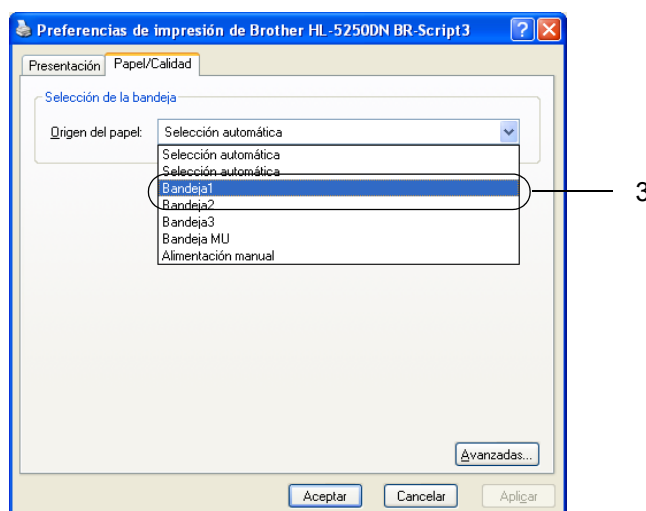 Preferencias de impresión de Brother HL-5250DN BR-Script3
Presentación Papel/Calidad
Selección de la bandeja
Origen del papel: Selección automática
Selección automática
Selección automática
Bandeja1
3
Bandeja2
Bandeja3
Bandeja MU
Alimentación manual
Avanzadas...
Aceptar Cancelar Aplicar